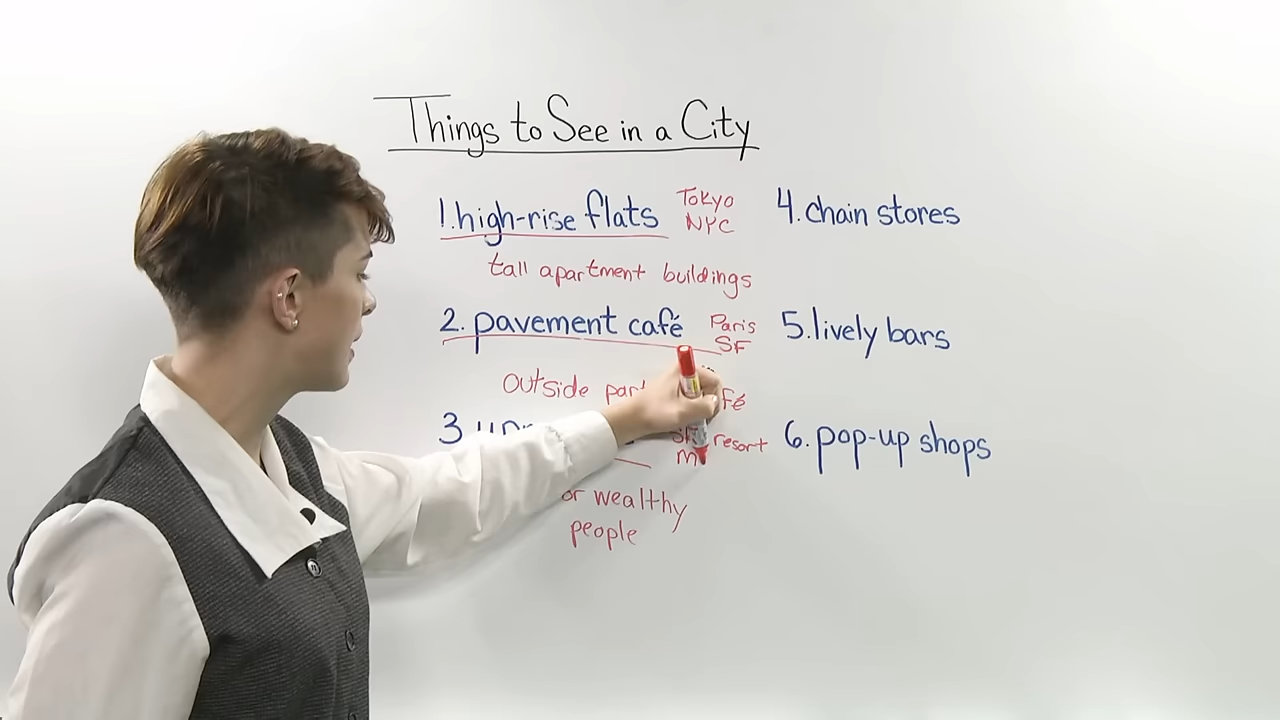 Things to See in a City
1. high-rise flats
Tokyo
NYC
tall apartment buildings
2. pavement café
Paris
SF
outside
3
resort
wealthy
people
4. chain stores
5. lively bars
6. pop-up shops